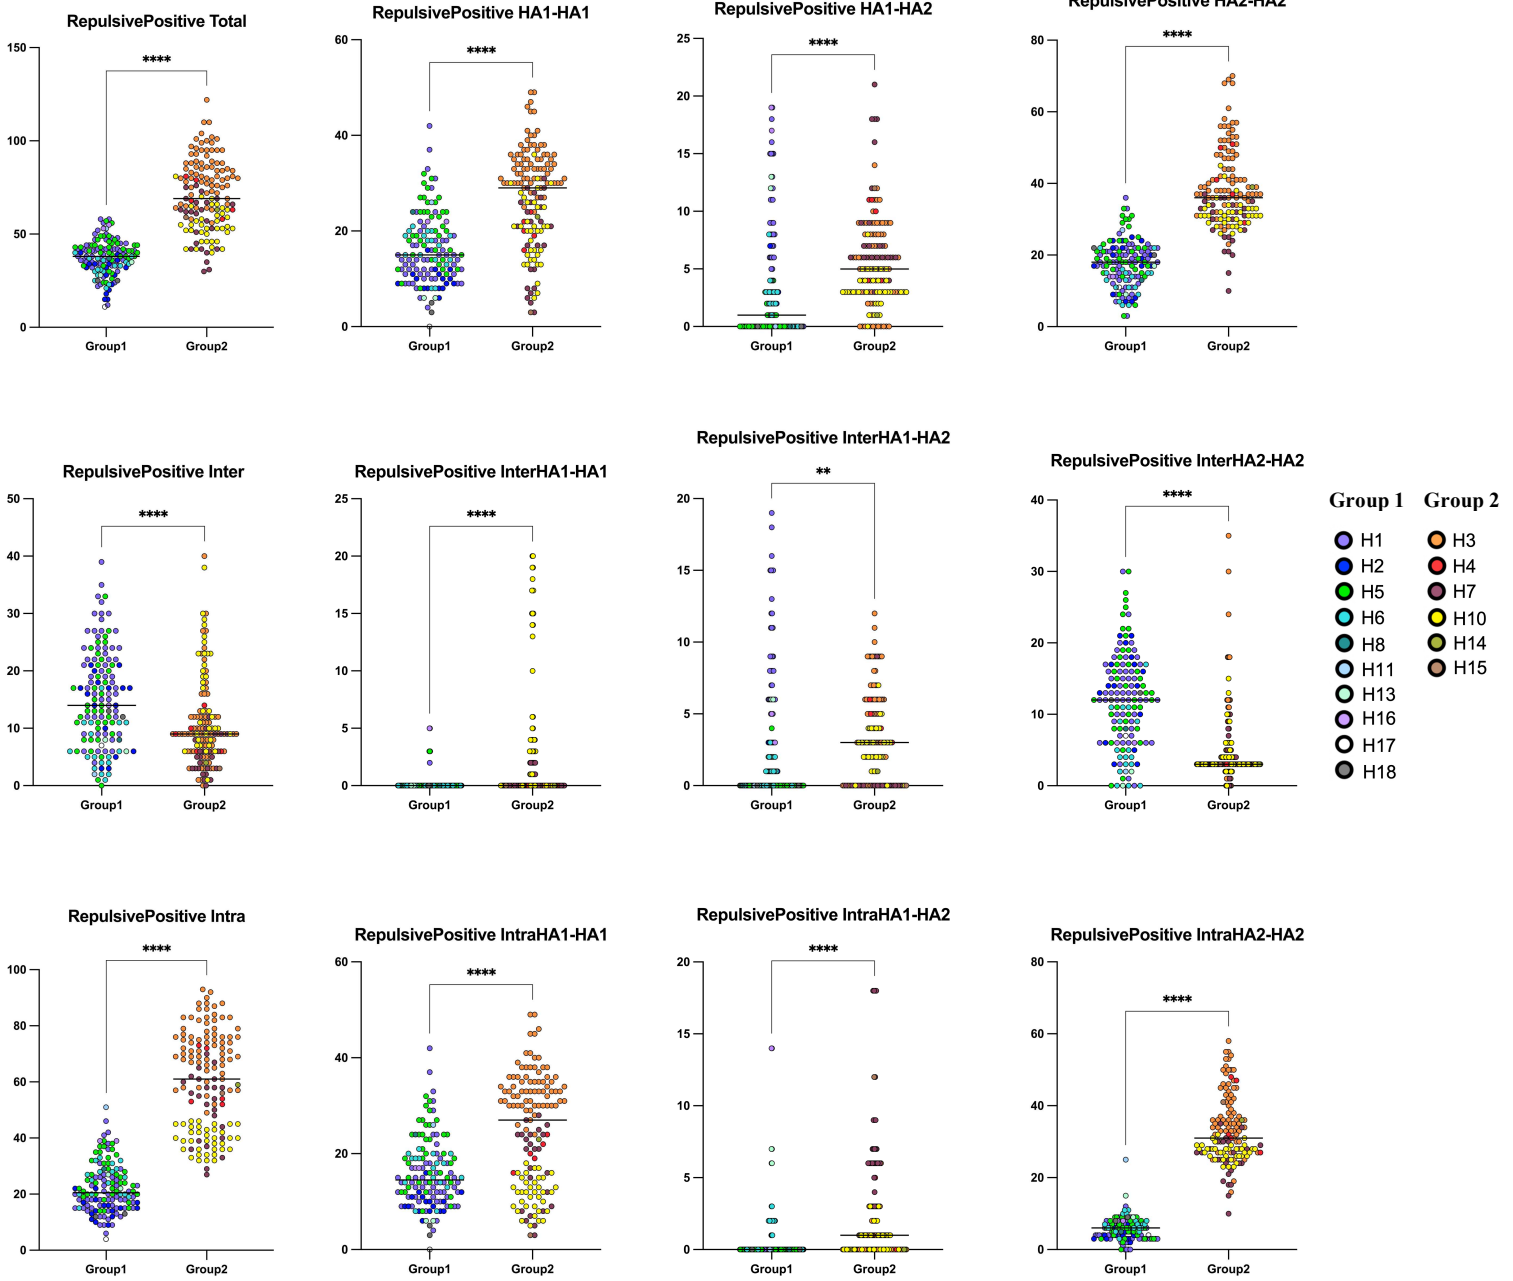 RepulsivePositive Total
150
100
50
0
****
Group1
Group2
RepulsivePositive HA1-HA1
60
40
20
0
****
Group1
Group2
RepulsivePositive HA1-HA2
25
20
15
10
5
0
****
Group1
Group2
RepulsivePositive HA2-HA2
80
60
40
20
0
****
Group1
Group2
RepulsivePositive Inter
50
40
30
20
10
0
****
Group1
Group2
RepulsivePositive InterHA1-HA1
25
20
15
10
5
0
****
Group1
Group2
RepulsivePositive InterHA1-HA2
20
15
10
5
0
**
Group1
Group2
RepulsivePositive InterHA2-HA2
40
30
20
10
0
****
Group1
Group2
Group 1
H1
H2
H5
H6
H8
H11
H13
H16
H17
H18
Group 2
H3
H4
H7
H10
H14
H15
RepulsivePositive Intra
100
80
60
40
20
0
****
Group1
Group2
RepulsivePositive IntraHA1-HA1
60
40
20
0
****
Group1
Group2
RepulsivePositive IntraHA1-HA2
20
15
10
5
0
****
Group1
Group2
RepulsivePositive IntraHA2-HA2
80
60
40
20
0
****
Group1
Group2